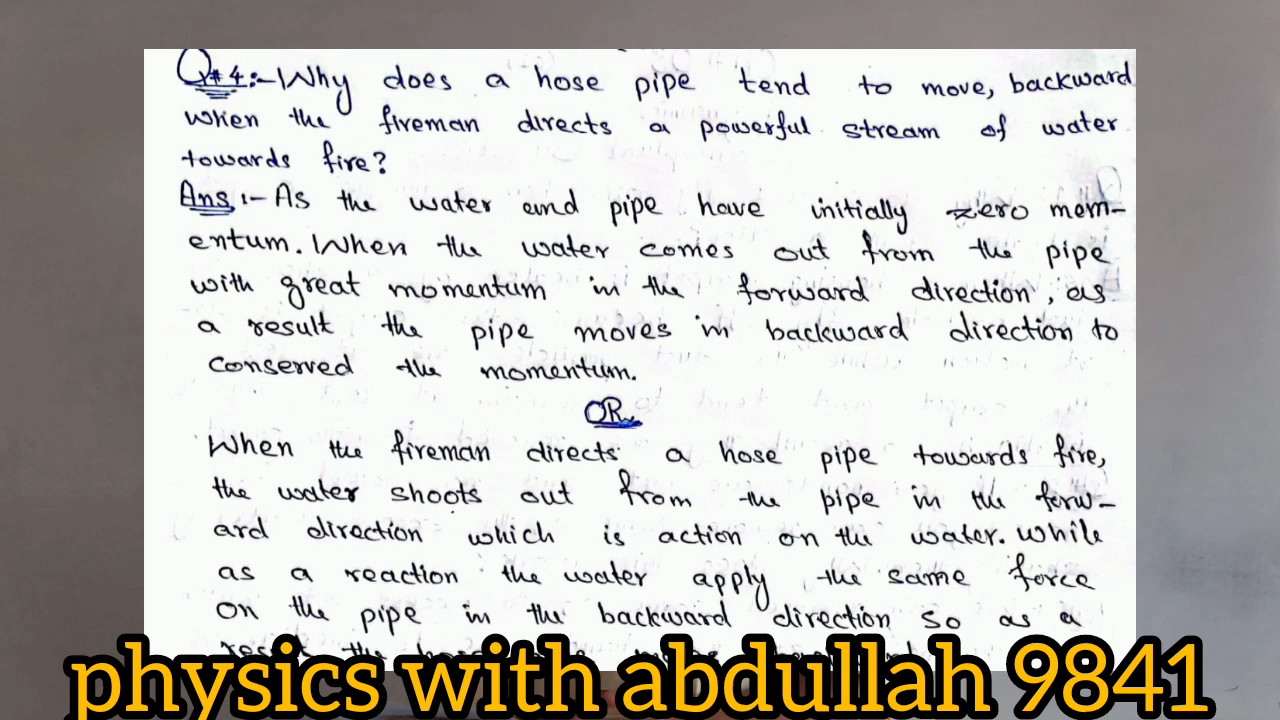 Q#4:- Why does a hose pipe tend to move, backward
when the fireman directs a powerful stream of water
towards fire?
Ans:- As the water and pipe have initially zero mom-
entum. When the water comes out from the pipe
with great momentum in the forward direction, as
a result the pipe moves in backward direction to
conserved the momentum.
OR
When the fireman directs a hose pipe towards fire,
the water shoots out from the pipe in the forw-
ard direction which is action on the water. While
as a reaction the water apply the same force
on the pipe in the backward direction so as a
physics with abdullah 9841